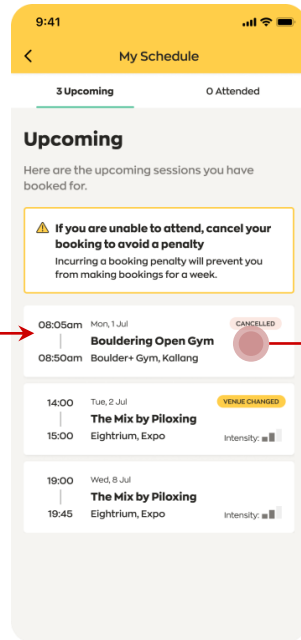 9:41
My Schedule
3 Upcoming
0 Attended
Upcoming
Here are the upcoming sessions you have
booked for.
If you are unable to attend, cancel your
booking to avoid a penalty
Incurring a booking penalty will prevent you
from making bookings for a week.
08:05am Mon, 1 Jul CANCELLED
Bouldering Open Gym
08:50am Boulder+ Gym, Kallang
14:00 Tue, 2 Jul VENUE CHANGED
The Mix by Piloxing
15:00 Eightrium, Expo Intensity:
19:00 Wed, 8 Jul
The Mix by Piloxing
19:45 Eightrium, Expo Intensity: